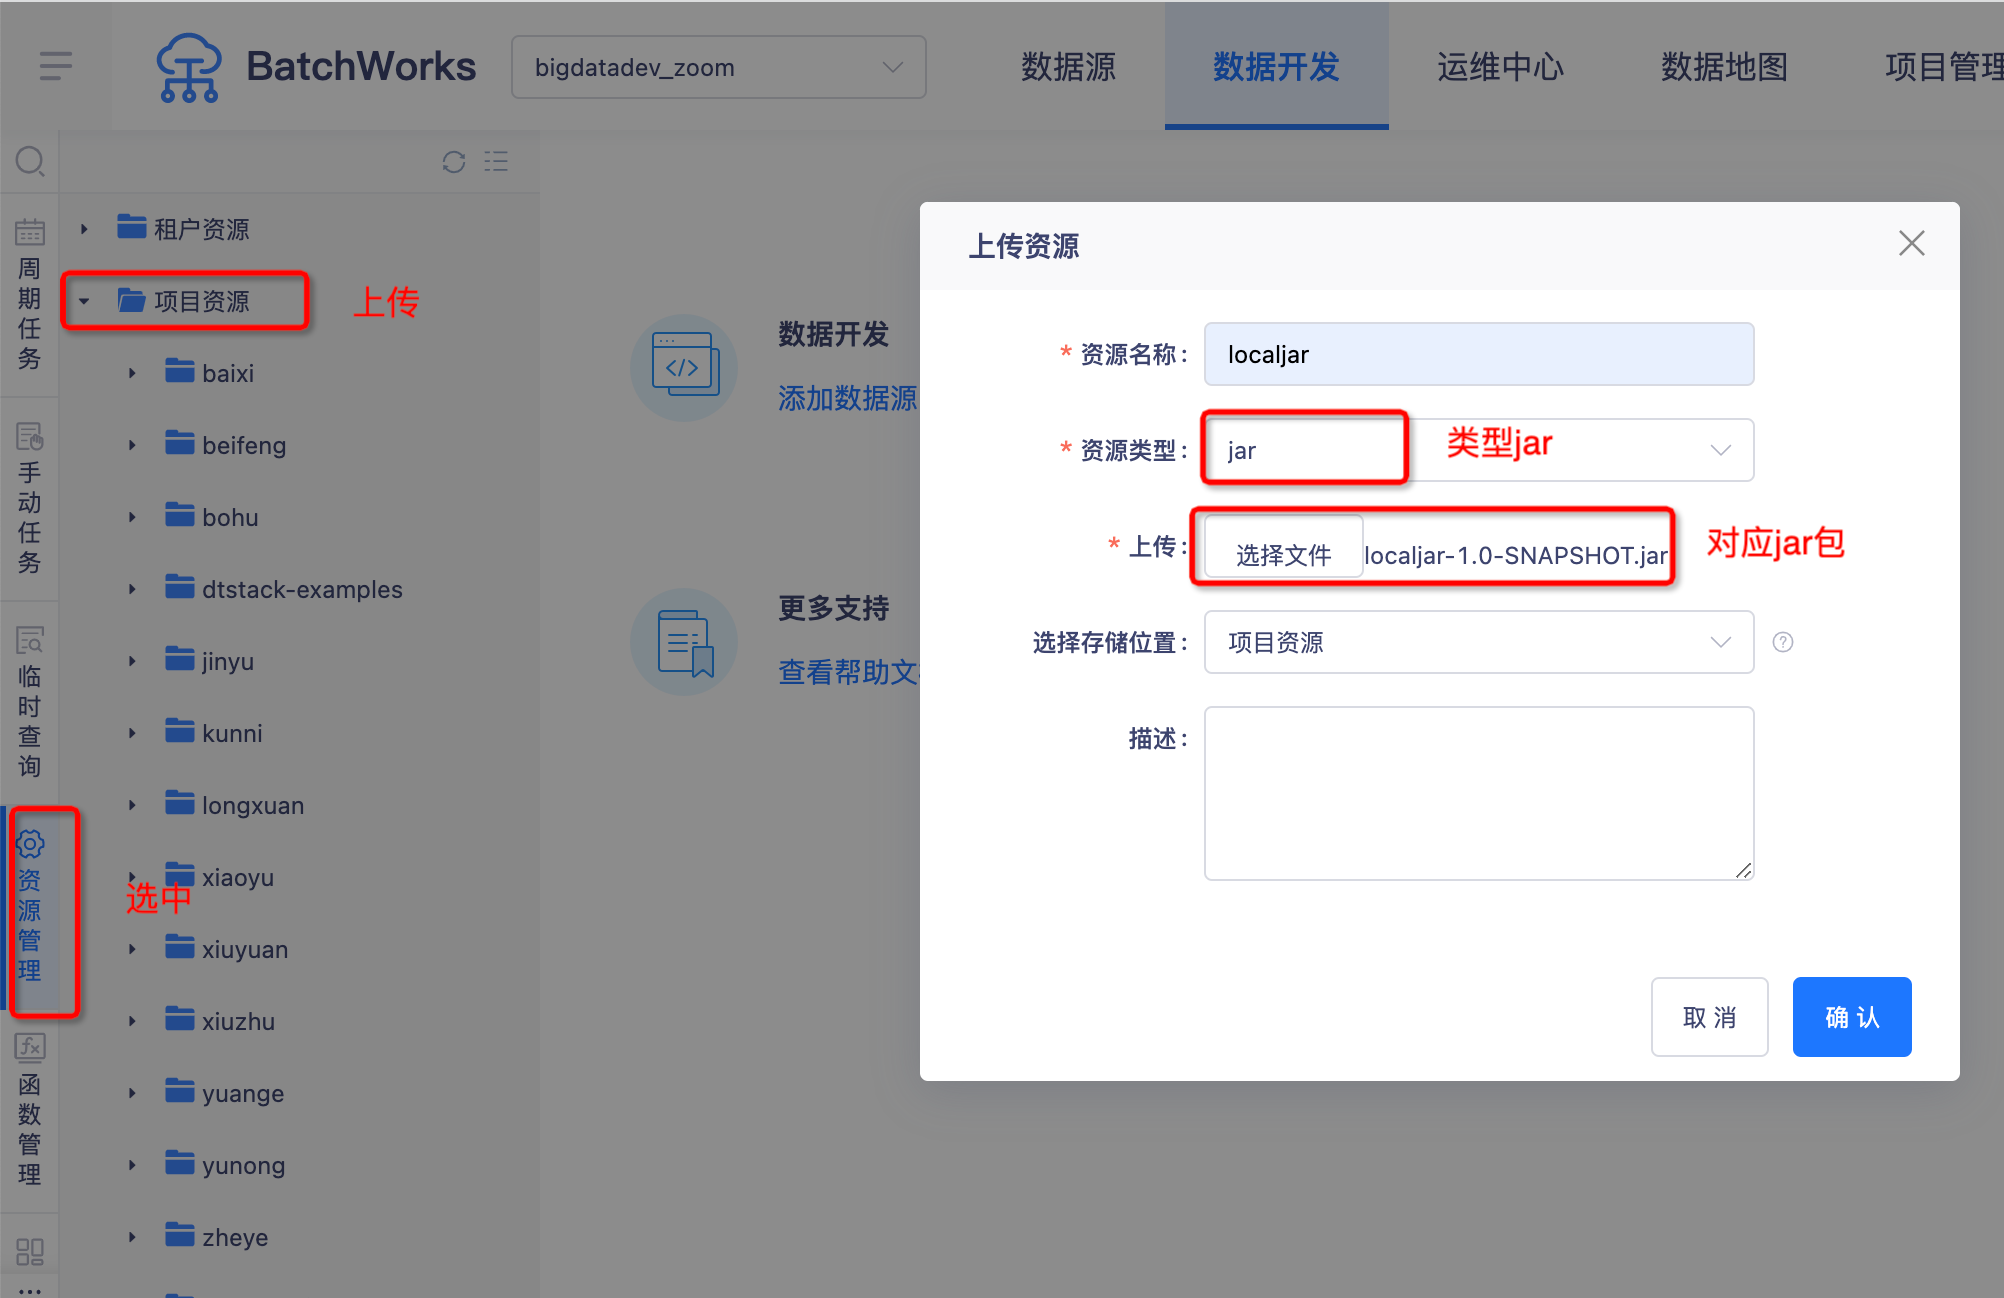 BatchWorks
bigdatadev_zoom
数据源
数据开发
运维中心
数据地图
项目管理
周期任务
手动任务
临时查询
资源管理
函数管理
租户资源
项目资源
上传
baixi
beifeng
bohu
dtstack-examples
jinyu
kunni
longxuan
xiaoyu
选中
xiuyuan
xiuzhu
yuange
yunong
zheye
数据开发
添加数据源
更多支持
查看帮助文
上传资源
* 资源名称:
localjar
* 资源类型:
jar
类型jar
* 上传:
选择文件
localjar-1.0-SNAPSHOT.jar
对应jar包
选择存储位置:
项目资源
描述:
取 消
确 认